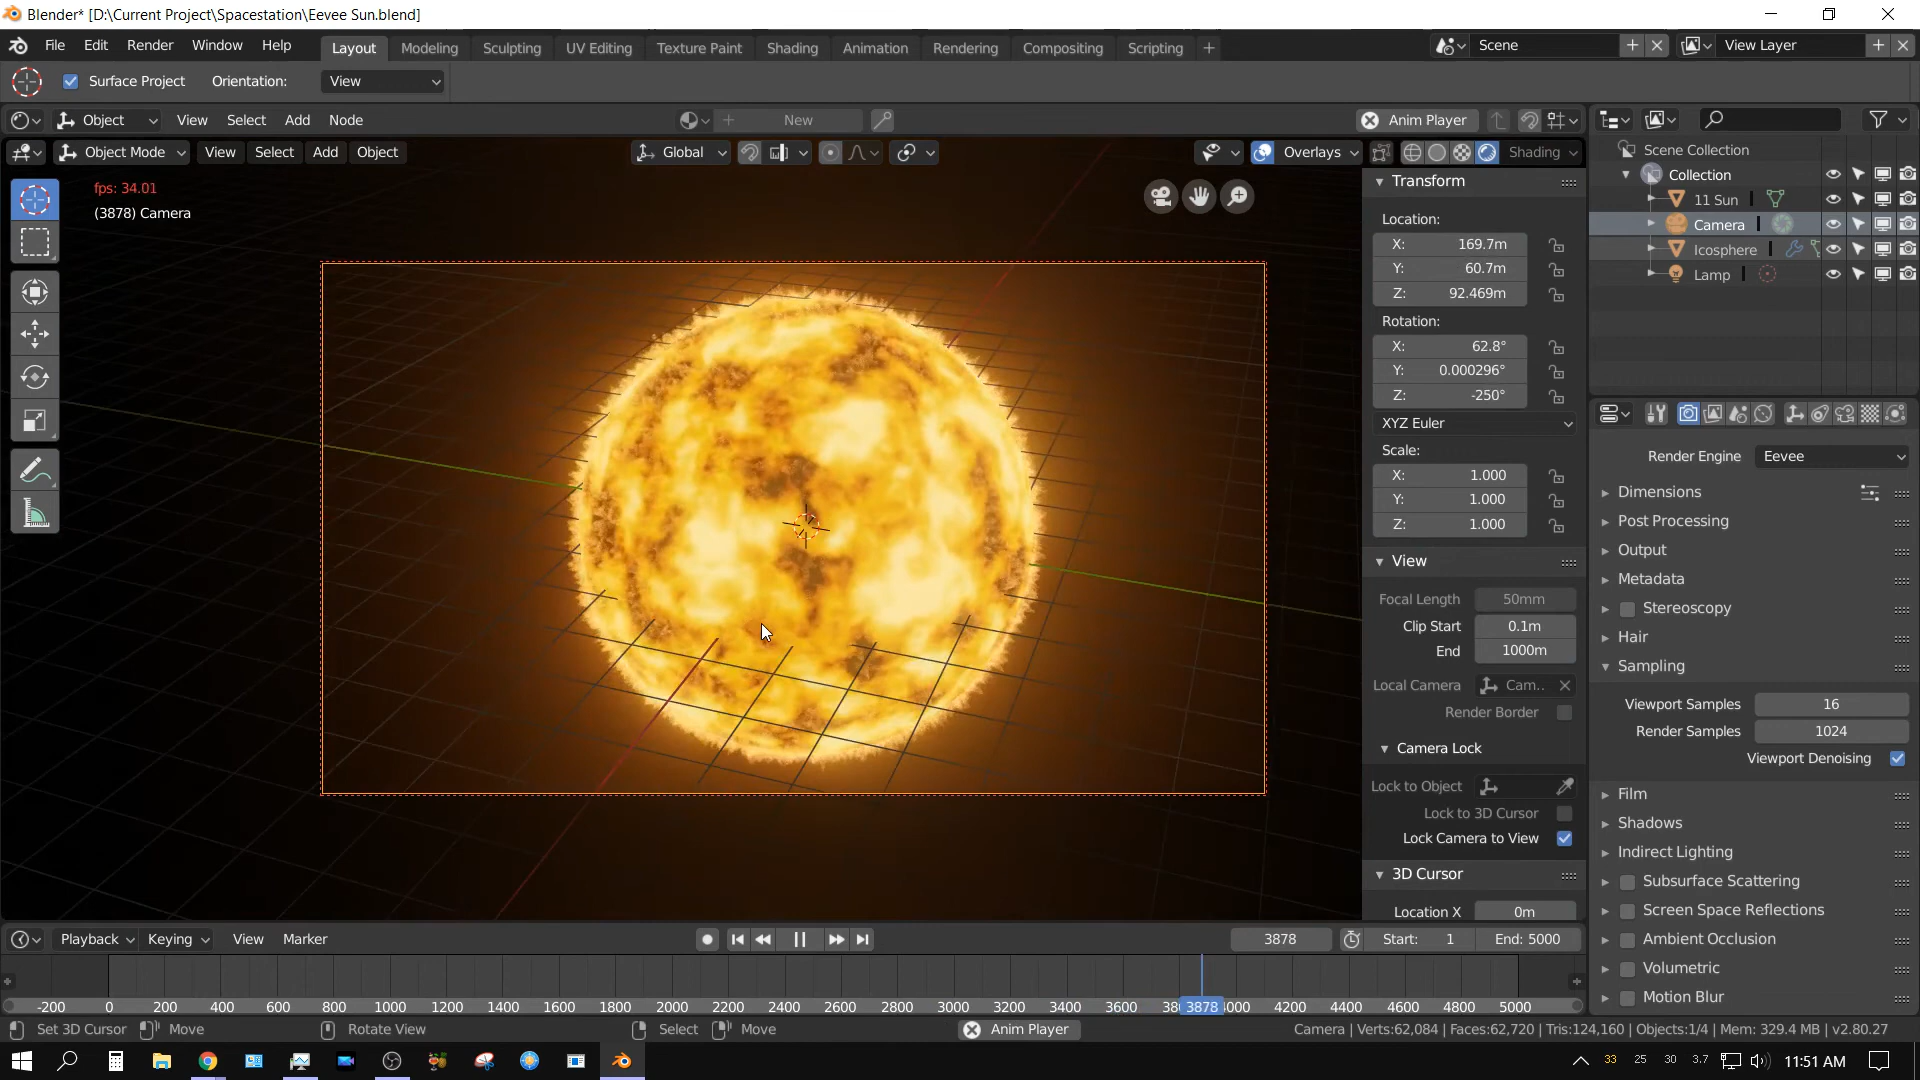 Blender* [D:\Current Project\Spacestation\Eevee Sun.blend]
File Edit Render Window Help Layout Modeling Sculpting UV Editing Texture Paint Shading Animation Rendering Compositing Scripting + Scene View Layer
Surface Project Orientation: View
Object View Select Add Node New Anim Player
Object Mode View Select Add Object Global Overlays Shading
fps: 34.01
(3878) Camera
Transform
Location:
X: 169.7m
Y: 60.7m
Z: 92.469m
Rotation:
X: 62.8°
Y: 0.000296°
Z: -250°
XYZ Euler
Scale:
X: 1.000
Y: 1.000
Z: 1.000
View
Focal Length 50mm
Clip Start 0.1m
End 1000m
Local Camera Cam..
Render Border
Camera Lock
Lock to Object
Lock to 3D Cursor
Lock Camera to View
3D Cursor
Location X 0m
Scene Collection
Collection
11 Sun
Camera
Icosphere
Lamp
Render Engine Eevee
Dimensions
Post Processing
Output
Metadata
Stereoscopy
Hair
Sampling
Viewport Samples 16
Render Samples 1024
Viewport Denoising
Film
Shadows
Indirect Lighting
Subsurface Scattering
Screen Space Reflections
Ambient Occlusion
Volumetric
Motion Blur
Playback Keying View Marker 3878 Start: 1 End: 5000
-200 0 200 400 600 800 1000 1200 1400 1600 1800 2000 2200 2400 2600 2800 3000 3200 3400 3600 38 3878 4000 4200 4400 4600 4800 5000
Set 3D Cursor Move Rotate View Select Move Anim Player Camera | Verts:62,084 | Faces:62,720 | Tris:124,160 | Objects:1/4 | Mem: 329.4 MB | v2.80.27
33 25 30 3.7 11:51 AM